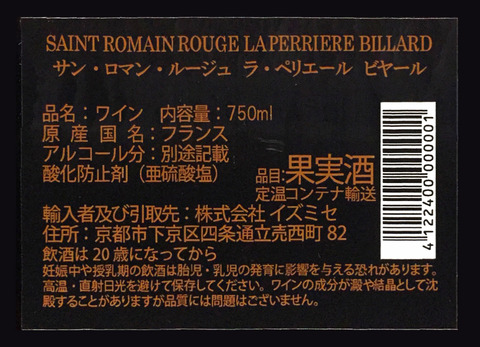 SAINT ROMAIN ROUGE LA PERRIERE BILLARD
サン・ロマン・ルージュ ラ・ペリエール ビヤール
品名：ワイン 内容量：750ml
原産国名：フランス
アルコール分：別途記載
酸化防止剤（亜硫酸塩）
品目:果実酒
定温コンテナ輸送
4122400000001
輸入者及び引取先：株式会社 イズミセ
住所：京都市下京区四条通立売西町 82
飲酒は20歳になってから
妊娠中や授乳期の飲酒は胎児・乳児の発育に影響を与える恐れがあります。
高温・直射日光を避けて保存してください。ワインの成分が澱や結晶として沈
殿することがありますが品質には問題はございません。